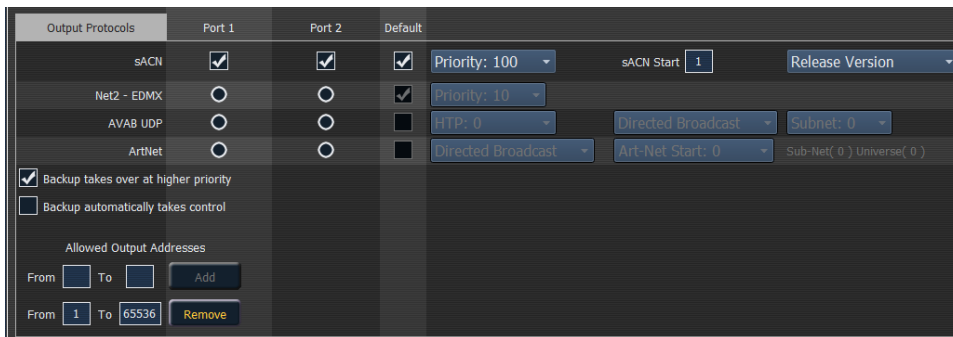 Output Protocols Port 1 Port 2 Default
sACN Priority: 100 sACN Start 1 Release Version
Net2 - EDMX Priority: 10
AVAB UDP HTP: 0 Directed Broadcast Subnet: 0
ArtNet Directed Broadcast Art-Net Start: 0 Sub-Net( 0 ) Universe( 0 )
Backup takes over at higher priority
Backup automatically takes control
Allowed Output Addresses
From To Add
From 1 To 65536 Remove